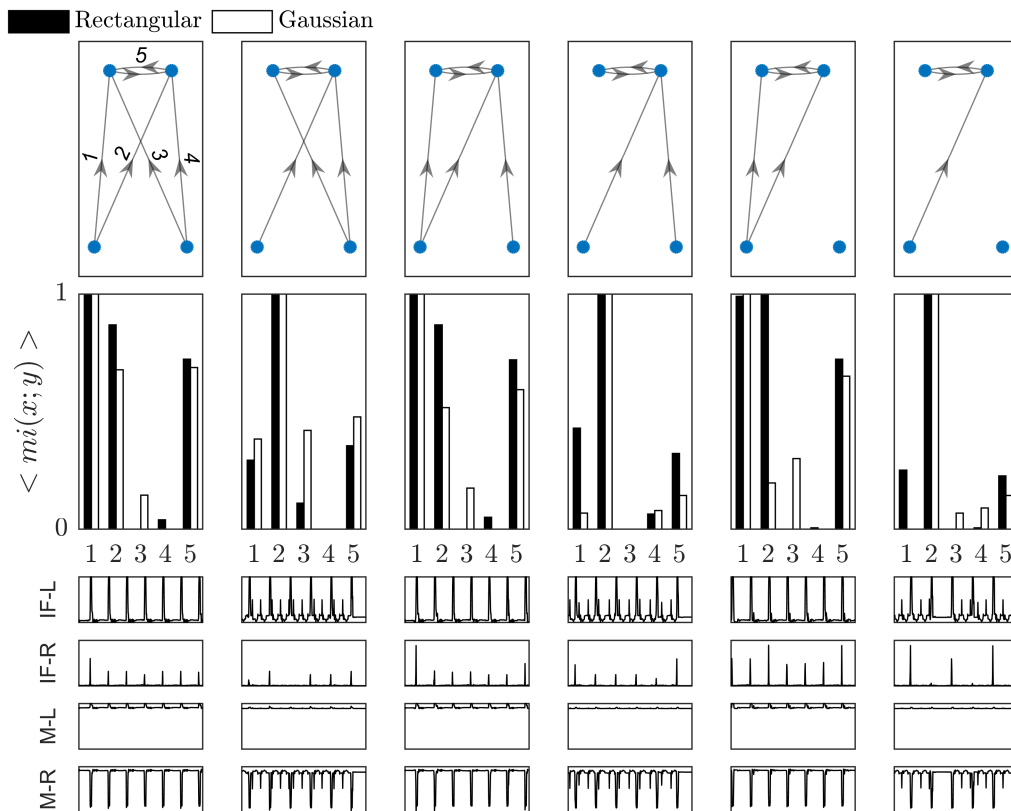 Rectangular Gaussian
5
1 2 3 4
< mi(x; y) >
1
0
1 2 3 4 5 1 2 3 4 5 1 2 3 4 5 1 2 3 4 5 1 2 3 4 5 1 2 3 4 5
IF-L
IF-R
M-L
M-R